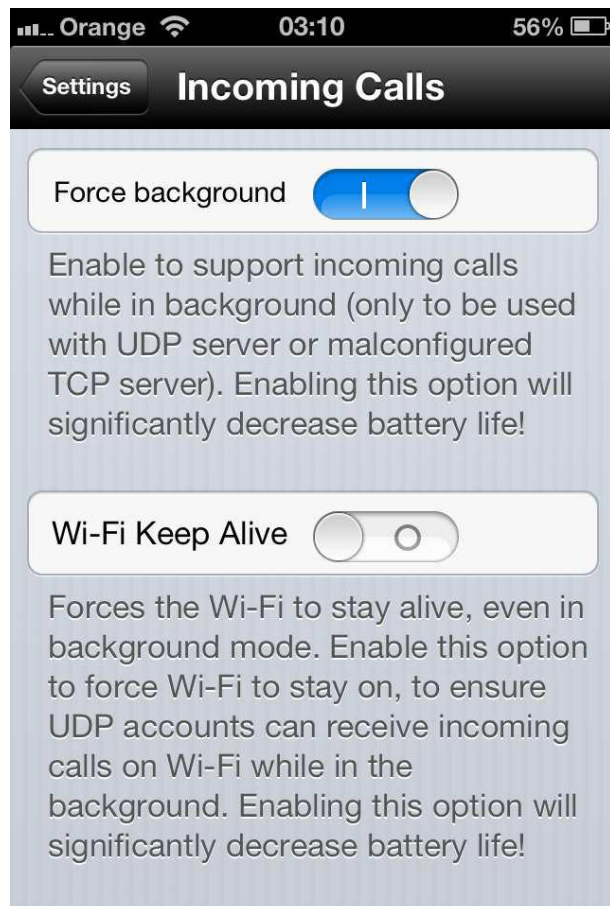 Orange 03:10 56%
Settings Incoming Calls
Force background
Enable to support incoming calls
while in background (only to be used
with UDP server or malconfigured
TCP server). Enabling this option will
significantly decrease battery life!
Wi-Fi Keep Alive
Forces the Wi-Fi to stay alive, even in
background mode. Enable this option
to force Wi-Fi to stay on, to ensure
UDP accounts can receive incoming
calls on Wi-Fi while in the
background. Enabling this option will
significantly decrease battery life!